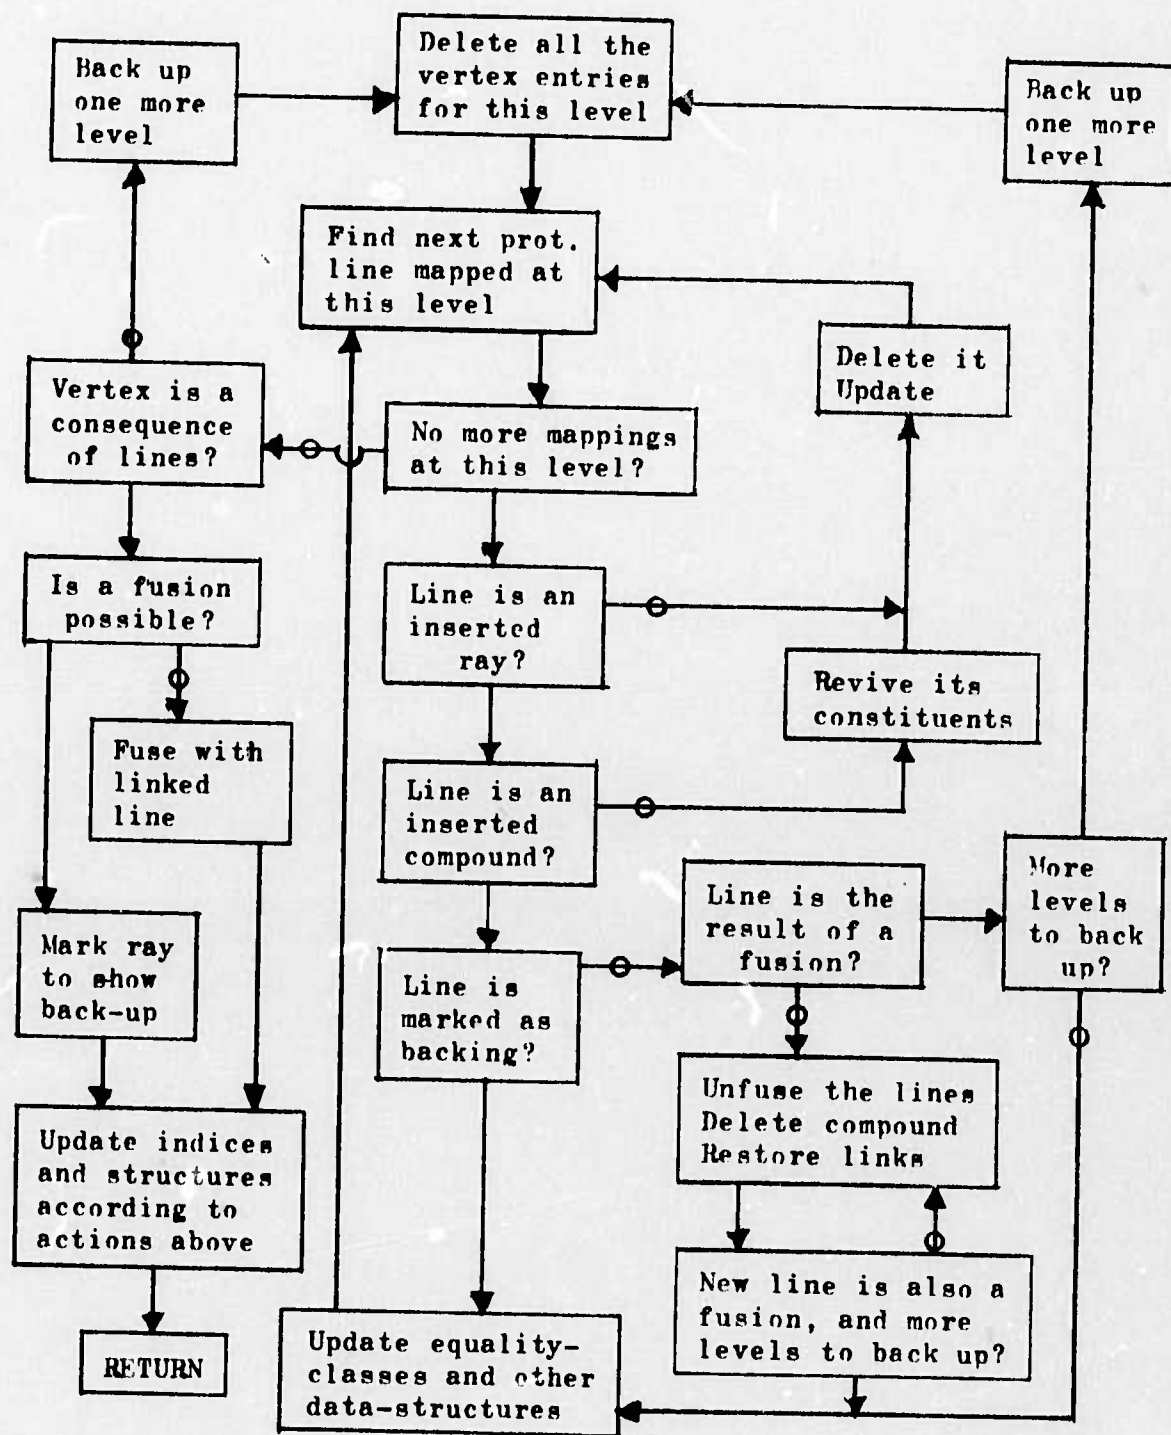 Back up
one more
level
Delete all the
vertex entries
for this level
Back up
one more
level
Find next prot.
line mapped at
this level
Delete it
Update
Vertex is a
consequence
of lines?
No more mappings
at this level?
Is a fusion
possible?
Line is an
inserted
ray?
Revive its
constituents
Fuse with
linked
line
Line is an
inserted
compound?
Line is the
result of a
fusion?
More
levels
to back
up?
Mark ray
to show
back-up
Line is
marked as
backing?
Unfuse the lines
Delete compound
Restore links
Update indices
and structures
according to
actions above
New line is also a
fusion, and more
levels to back up?
RETURN
Update equality-
classes and other
data-structures